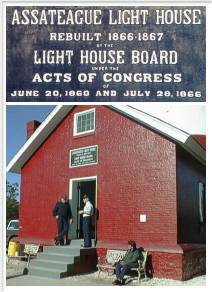 ASSATEAGUE LIGHT HOUSE
REBUILT 1866-1867
BY THE
LIGHT HOUSE BOARD
UNDER THE
ACTS OF CONGRESS
OF
JUNE 20, 1860 AND JULY 28, 1866